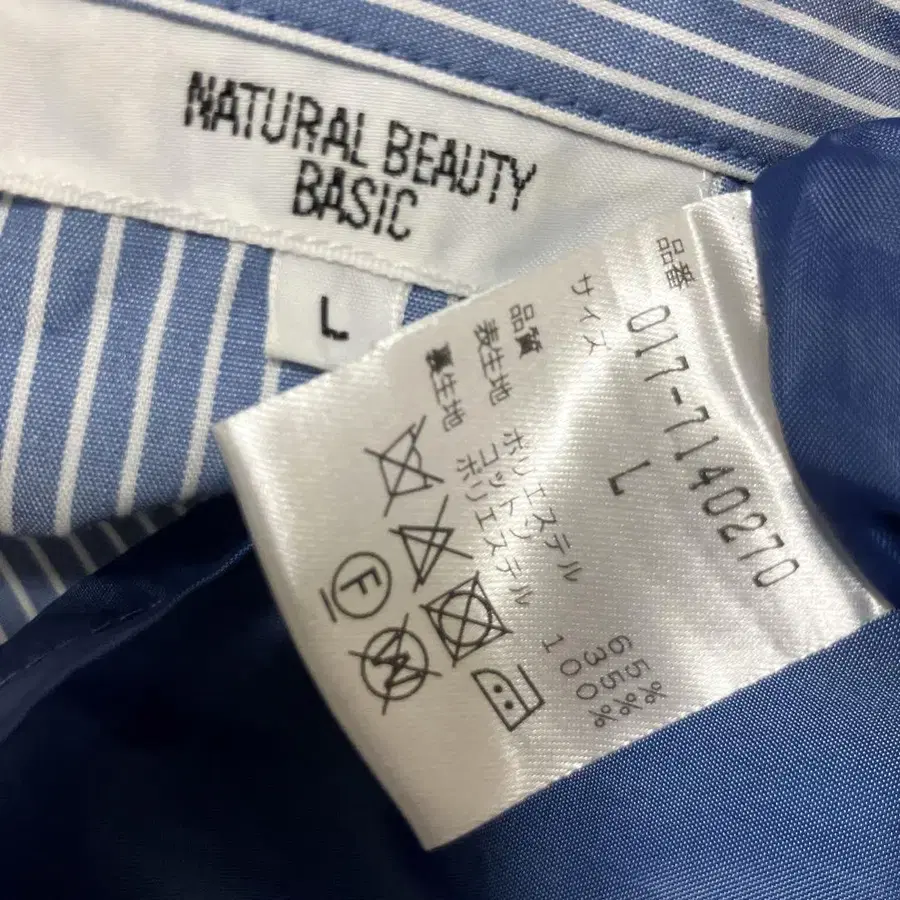 NATURAL BEAUTY
BASIC
L
品番 017-7140270
サイズ L
品質
表生地 ポリエステル 65%
コットン 35%
裏生地 ポリエステル 100%
F
W